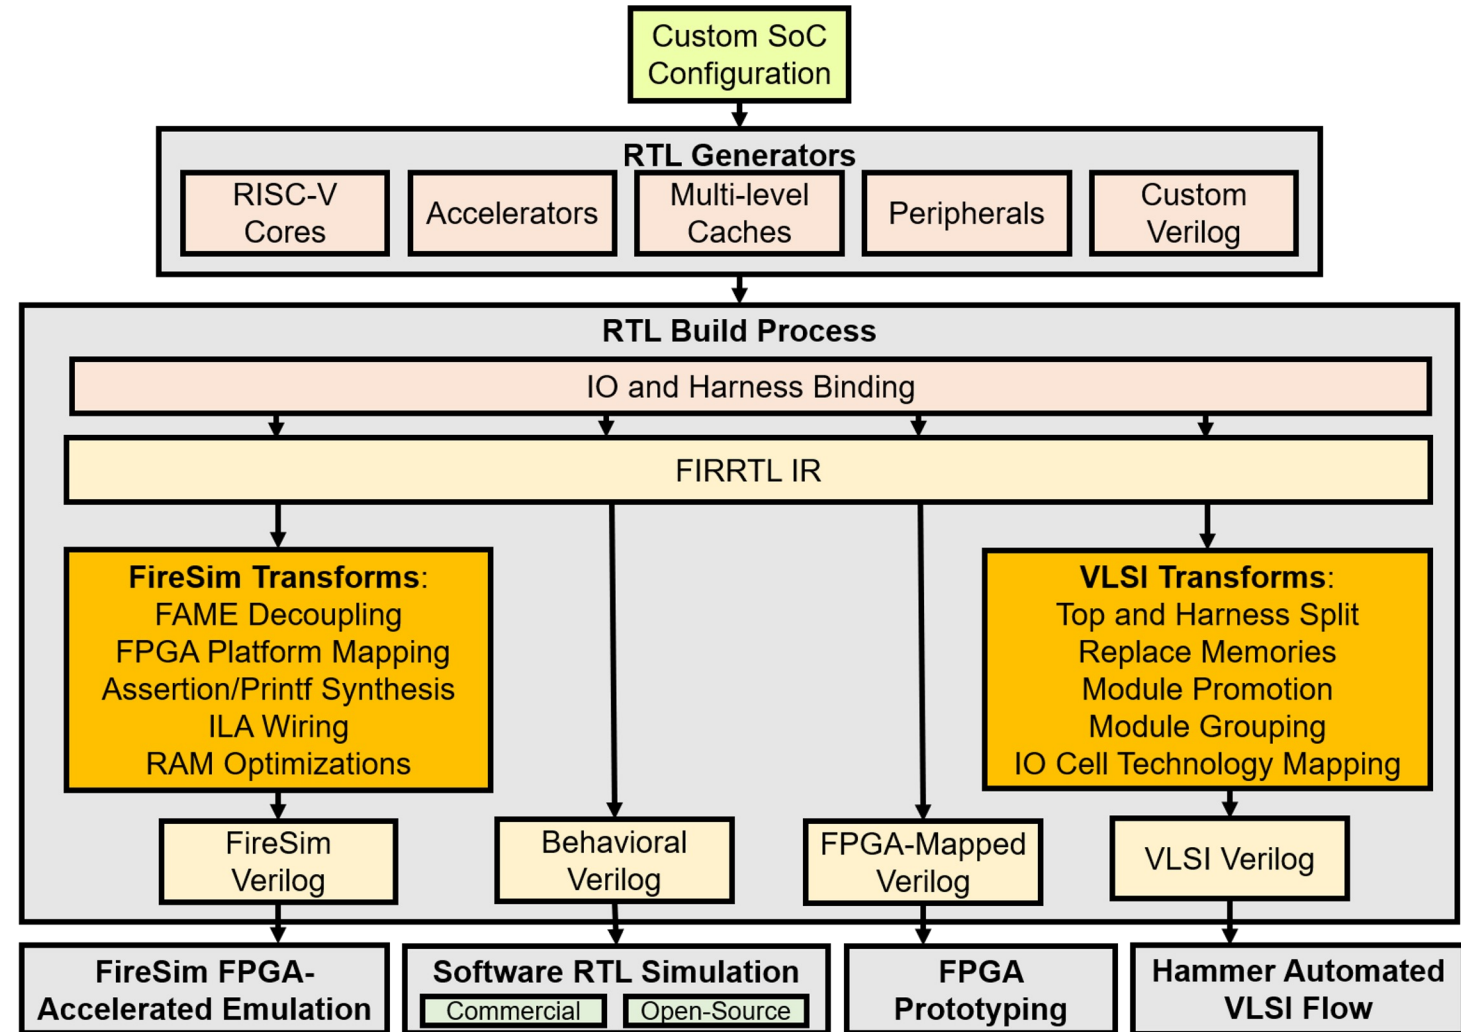 Custom SoC
Configuration
RTL Generators
RISC-V
Cores
Accelerators
Multi-level
Caches
Peripherals
Custom
Verilog
RTL Build Process
IO and Harness Binding
FIRRTL IR
FireSim Transforms:
FAME Decoupling
FPGA Platform Mapping
Assertion/Printf Synthesis
ILA Wiring
RAM Optimizations
VLSI Transforms:
Top and Harness Split
Replace Memories
Module Promotion
Module Grouping
IO Cell Technology Mapping
FireSim
Verilog
Behavioral
Verilog
FPGA-Mapped
Verilog
VLSI Verilog
FireSim FPGA-
Accelerated Emulation
Software RTL Simulation
Commercial
Open-Source
FPGA
Prototyping
Hammer Automated
VLSI Flow